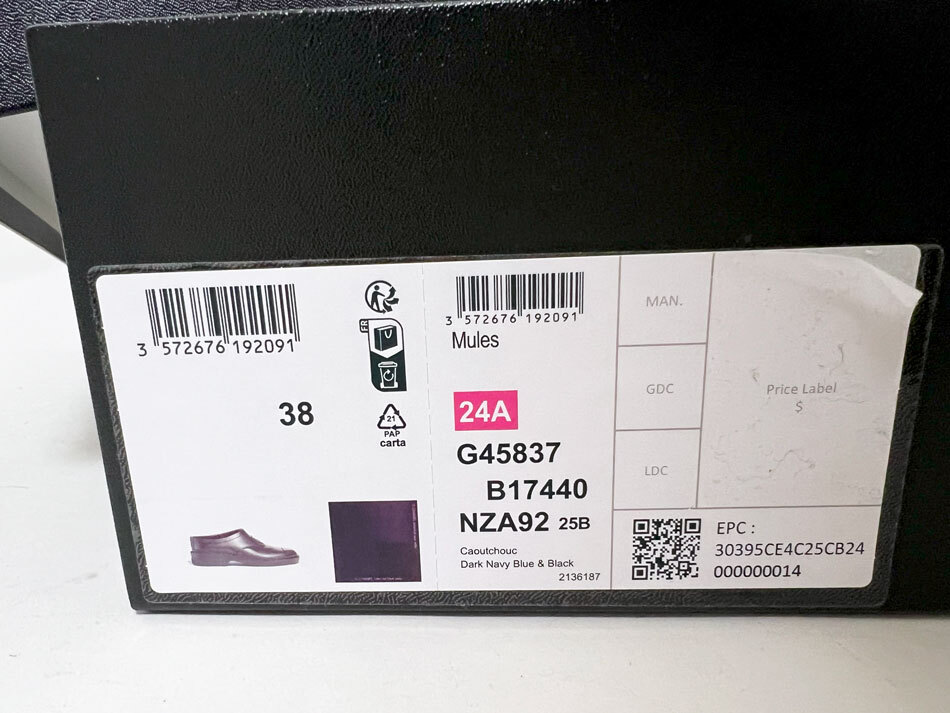 3 572676 192091
38
FR
21
PAP
carta
3 572676 192091
Mules
24A
G45837
B17440
NZA92 25B
Caoutchouc
Dark Navy Blue & Black
2136187
MAN.
GDC
LDC
Price Label
$
EPC :
30395CE4C25CB24
000000014